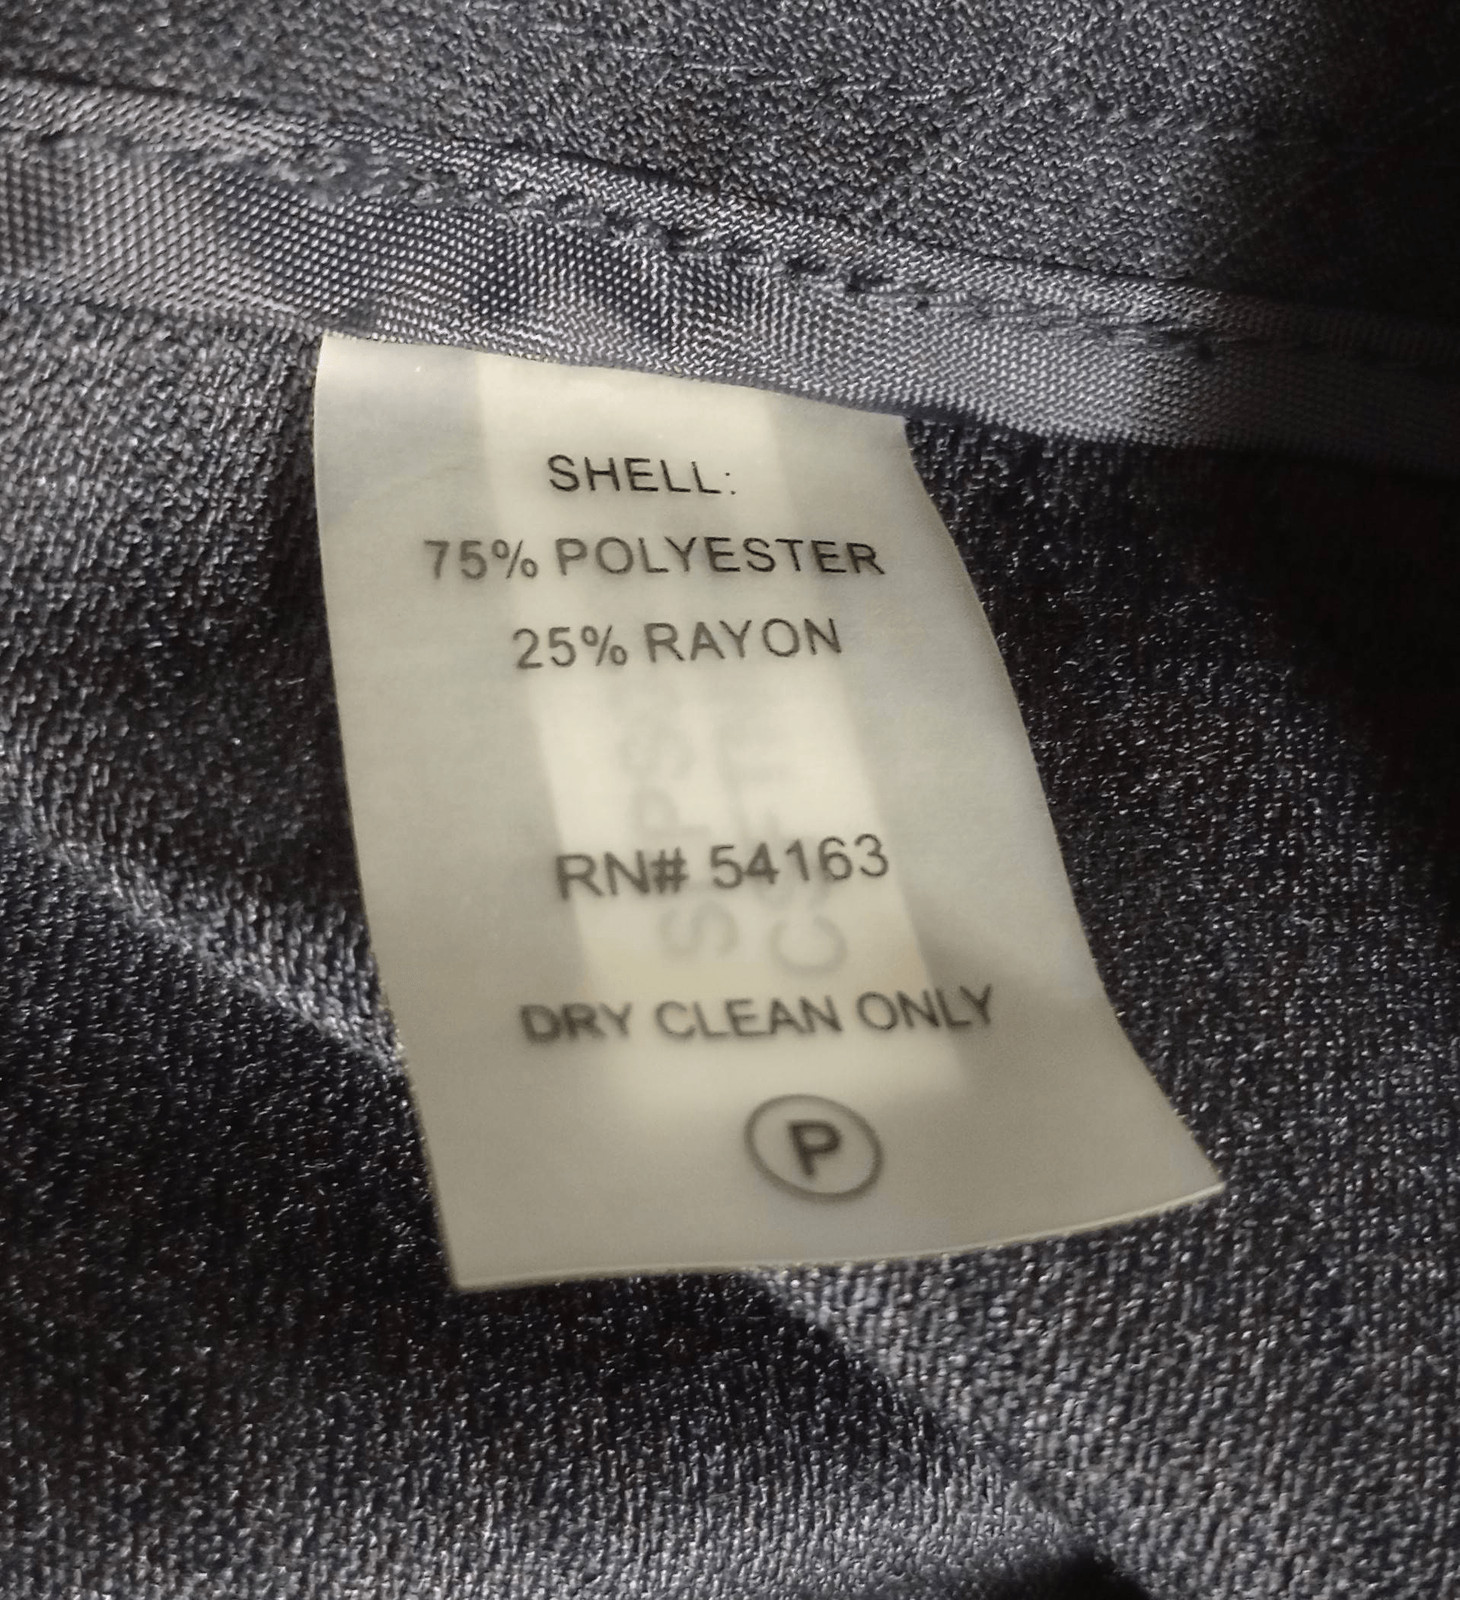 SHELL:
75% POLYESTER
25% RAYON
RN# 54163
DRY CLEAN ONLY
P